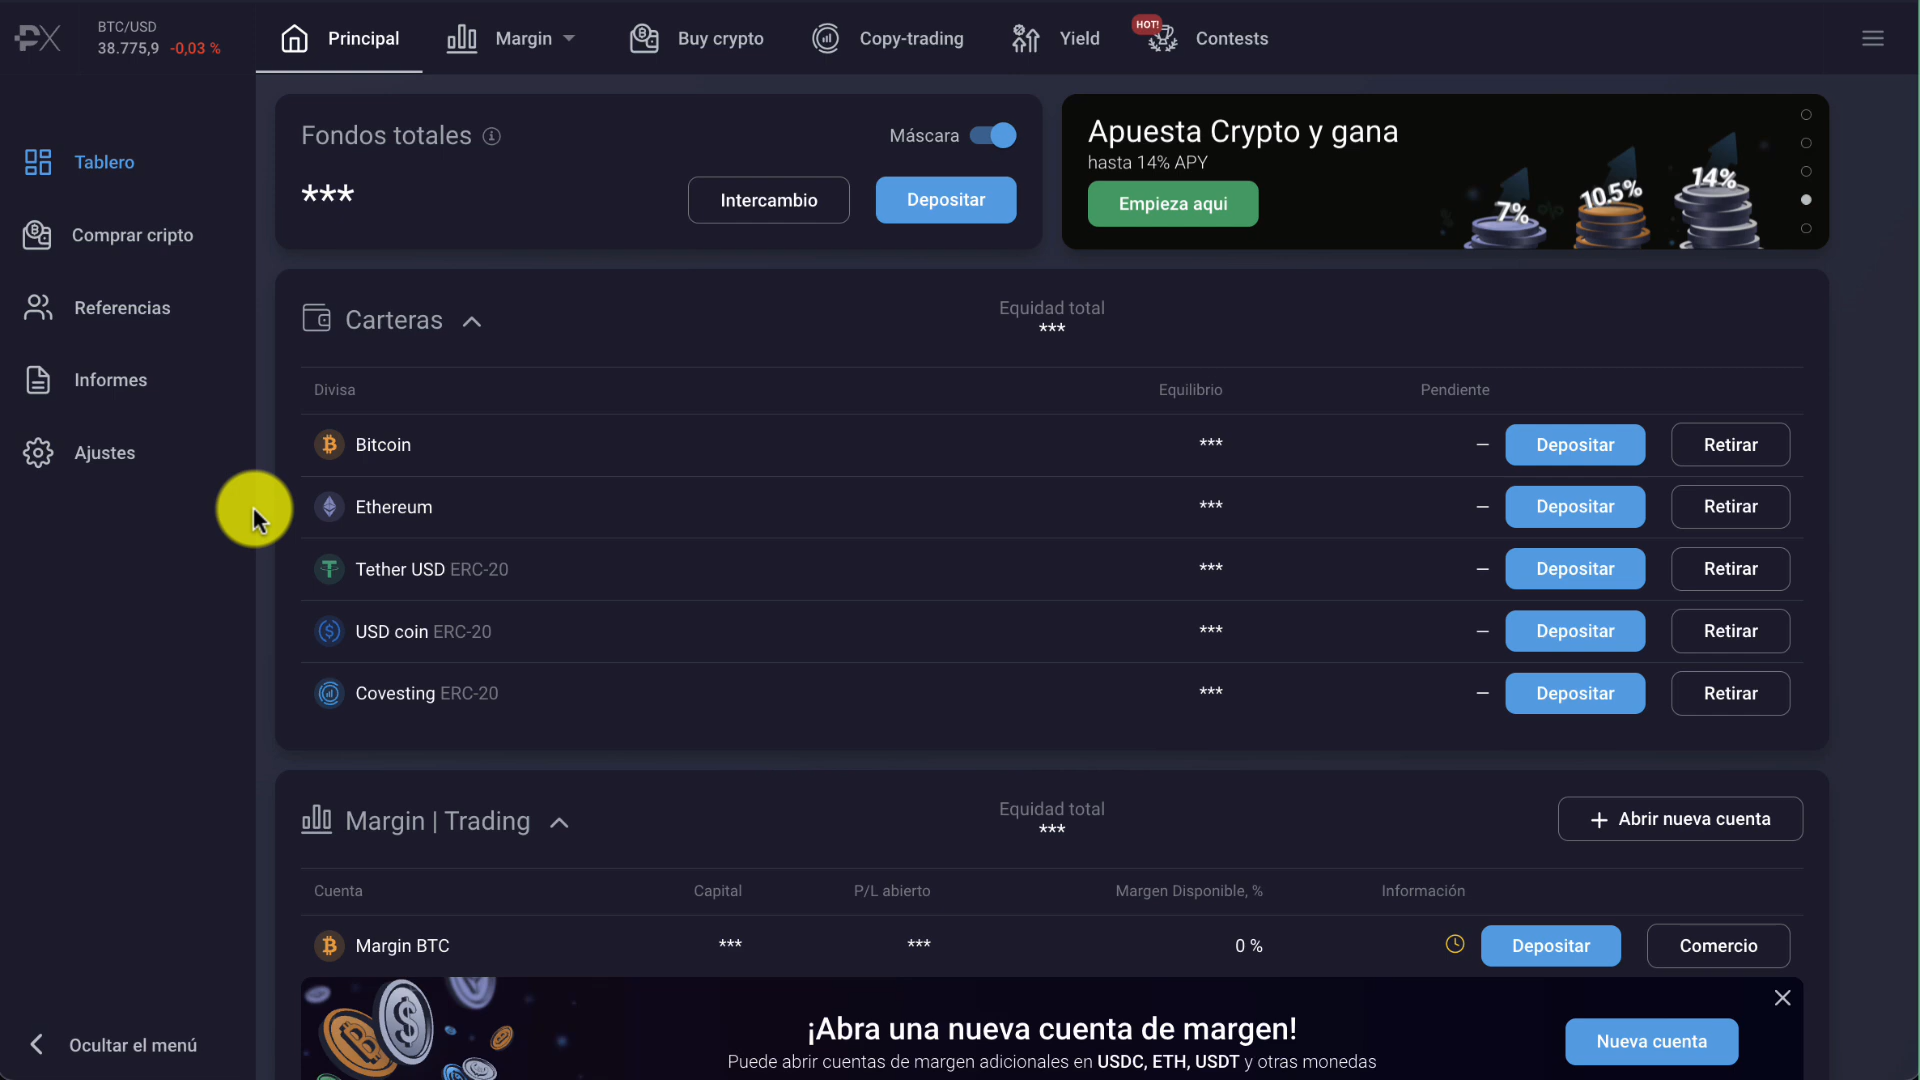 PX
BTC/USD
38.775,9 -0,03 %
Principal
Margin
Buy crypto
Copy-trading
Yield
HOT!
Contests
Tablero
Comprar cripto
Referencias
Informes
Ajustes
Ocultar el menú
Fondos totales
Máscara
***
Intercambio
Depositar
Apuesta Crypto y gana
hasta 14% APY
Empieza aqui
7%
10.5%
14%
Carteras
Equidad total
***
Divisa Equilibrio Pendiente
Bitcoin *** – Depositar Retirar
Ethereum *** – Depositar Retirar
Tether USD ERC-20 *** – Depositar Retirar
USD coin ERC-20 *** – Depositar Retirar
Covesting ERC-20 *** – Depositar Retirar
Margin | Trading
Equidad total
***
+ Abrir nueva cuenta
Cuenta Capital P/L abierto Margen Disponible, % Información
Margin BTC *** *** 0 % Depositar Comercio
¡Abra una nueva cuenta de margen!
Puede abrir cuentas de margen adicionales en USDC, ETH, USDT y otras monedas
Nueva cuenta